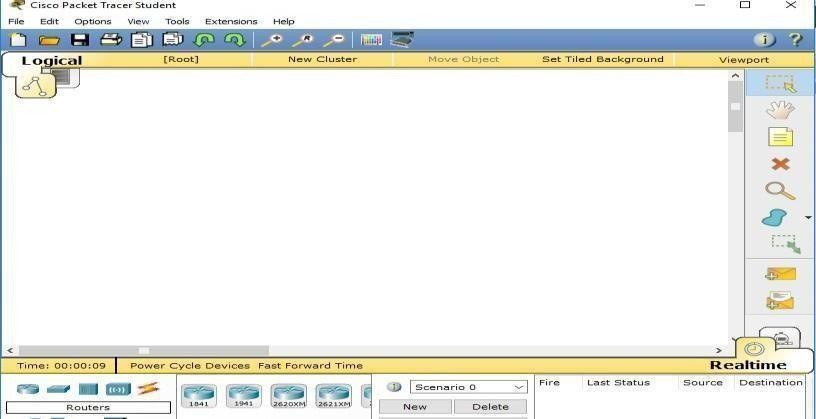 Cisco Packet Tracer Student
File Edit Options View Tools Extensions Help
Logical [Root] New Cluster Move Object Set Tiled Background Viewport
Time: 00:00:09 Power Cycle Devices Fast Forward Time Realtime
Scenario 0 Fire Last Status Source Destination
1841 1941 2620XM 2621XM
Routers New Delete